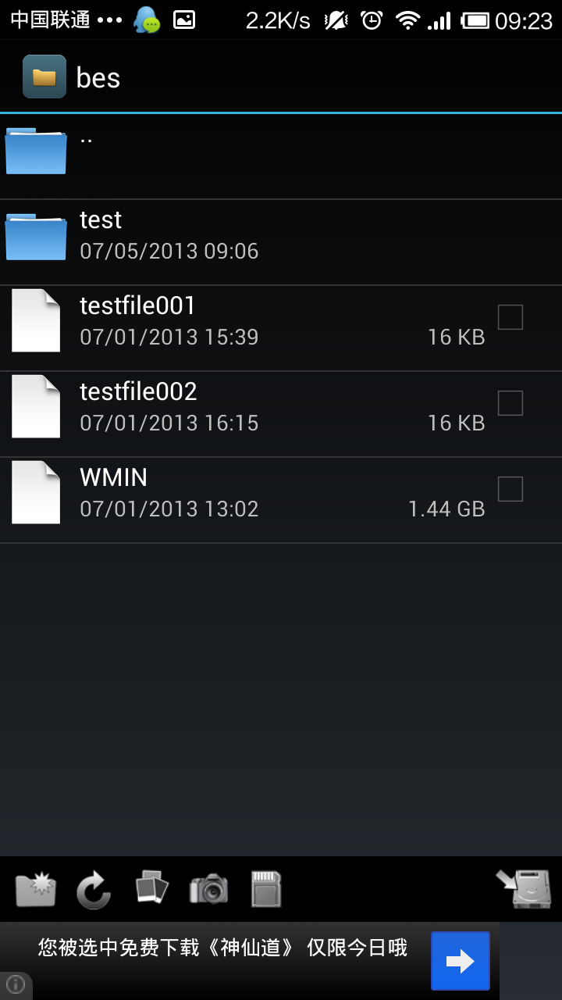 中国联通 ••• 2.2K/s 09:23
bes
..
test
07/05/2013 09:06
testfile001
07/01/2013 15:39 16 KB
testfile002
07/01/2013 16:15 16 KB
WMIN
07/01/2013 13:02 1.44 GB
您被选中免费下载《神仙道》 仅限今日哦